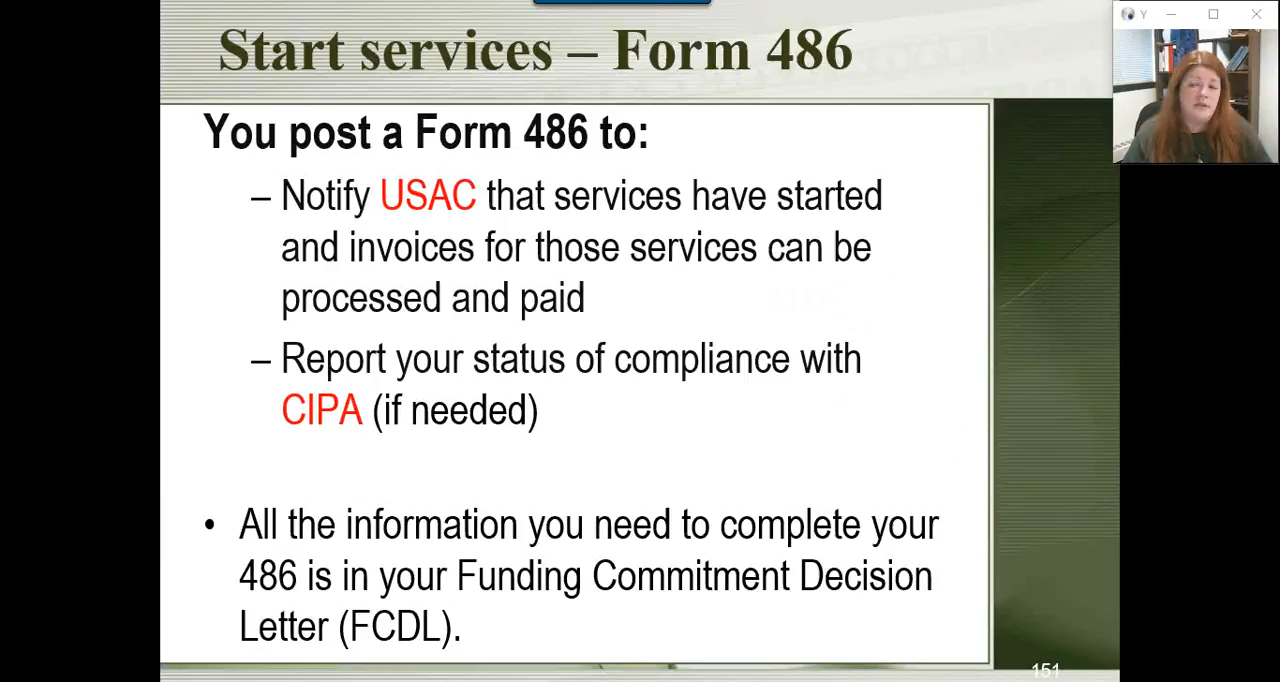 Start services – Form 486
Y
You post a Form 486 to:
– Notify USAC that services have started
and invoices for those services can be
processed and paid
– Report your status of compliance with
CIPA (if needed)
• All the information you need to complete your
486 is in your Funding Commitment Decision
Letter (FCDL).
151